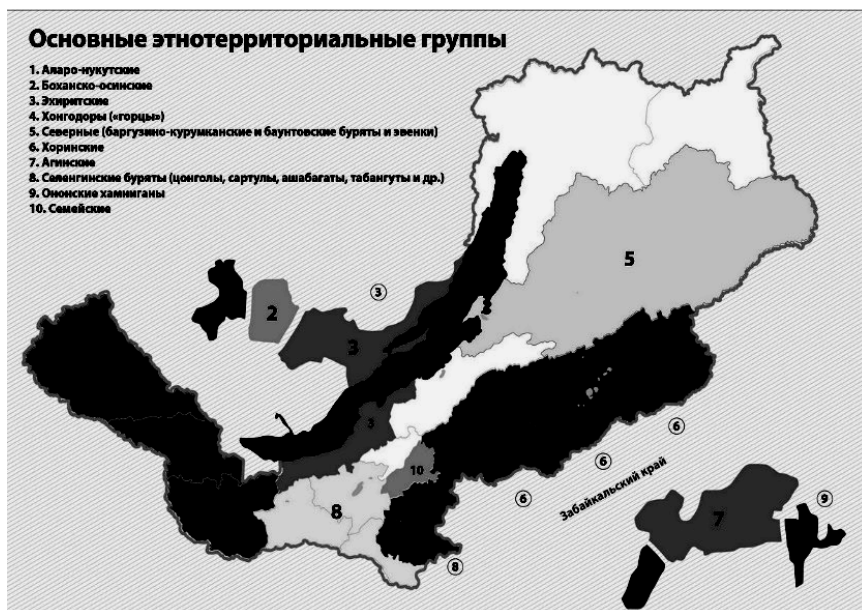 Основные этнотерриториальные группы
1. Аларо-нукутские
2. Боханско-осинские
3. Эхиритские
4. Хонгодоры («горцы»)
5. Северные (баргузино-курумканские и баунтовские буряты и эвенки)
6. Хоринские
7. Агинские
8. Селенгинские буряты (цонголы, сартулы, ашабагаты, табангуты и др.)
9. Ононские хамниганы
10. Семейские
5
3
2
3
3
6
10
6
6
Забайкальский край
9
8
7
8